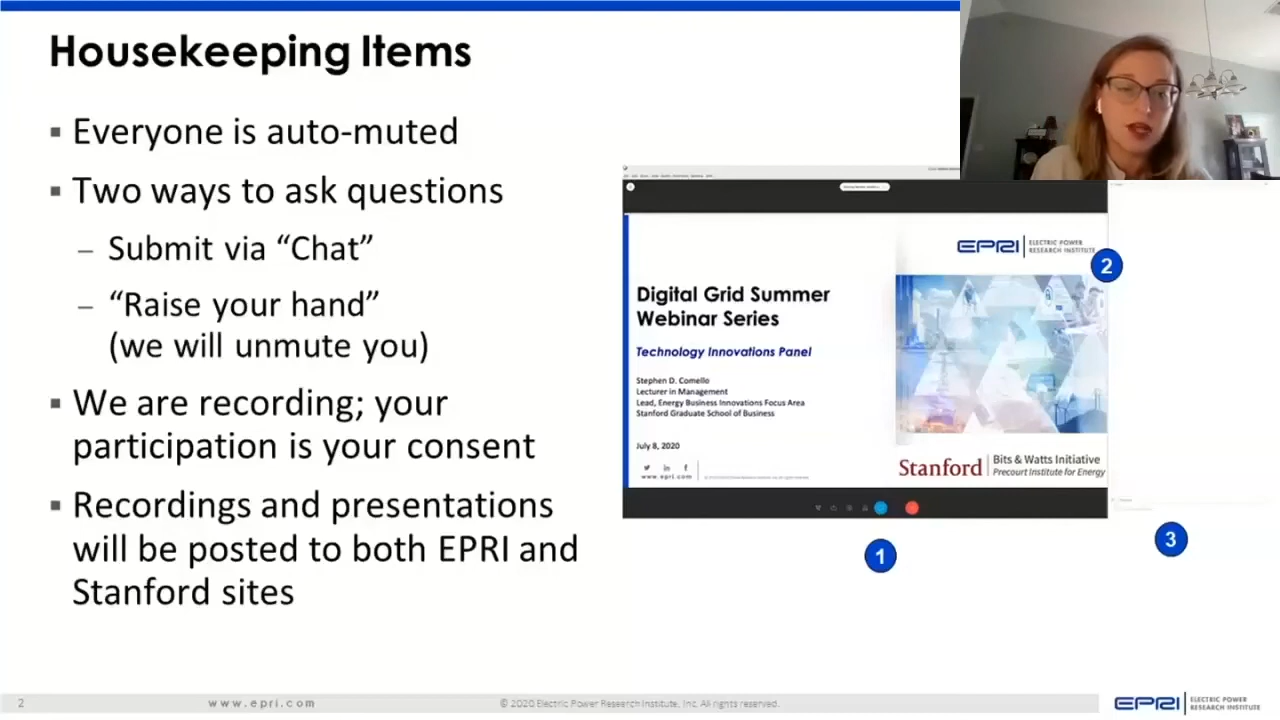 Housekeeping Items
▪ Everyone is auto-muted
▪ Two ways to ask questions
– Submit via “Chat”
– “Raise your hand”
(we will unmute you)
▪ We are recording; your
participation is your consent
▪ Recordings and presentations
will be posted to both EPRI and
Stanford sites
EPRI | ELECTRIC POWER
RESEARCH INSTITUTE
2
Digital Grid Summer
Webinar Series
Technology Innovations Panel
Stephen D. Comello
Lecturer in Management
Lead, Energy Business Innovations Focus Area
Stanford Graduate School of Business
July 8, 2020
www.epri.com
Stanford | Bits & Watts Initiative
Precourt Institute for Energy
1
3
2
www.epri.com
© 2020 Electric Power Research Institute, Inc. All rights reserved.
EPRI | ELECTRIC POWER
RESEARCH INSTITUTE